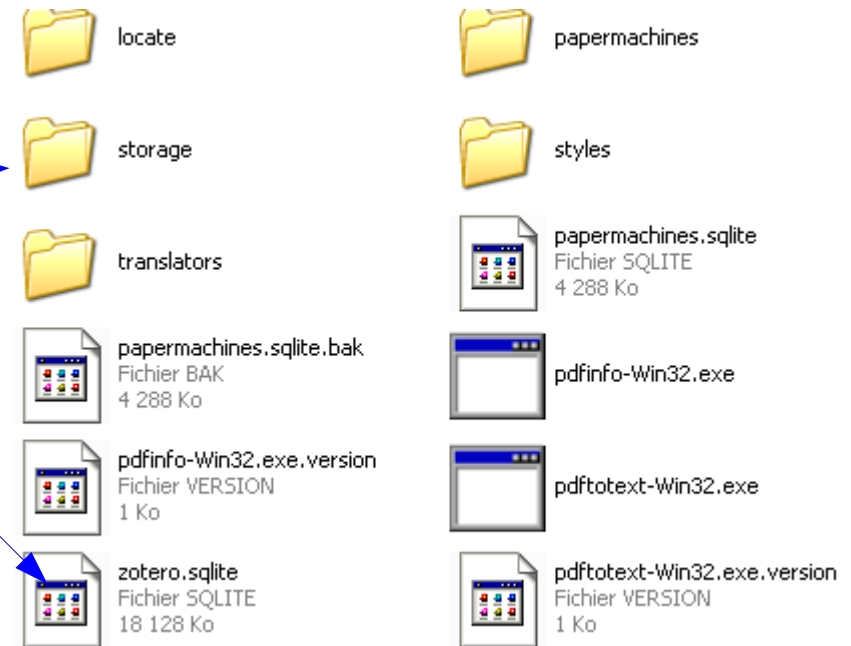 locate
papermachines
storage
styles
translators
papermachines.sqlite
Fichier SQLITE
4 288 Ko
papermachines.sqlite.bak
Fichier BAK
4 288 Ko
pdfinfo-Win32.exe
pdfinfo-Win32.exe.version
Fichier VERSION
1 Ko
pdftotext-Win32.exe
zotero.sqlite
Fichier SQLITE
18 128 Ko
pdftotext-Win32.exe.version
Fichier VERSION
1 Ko